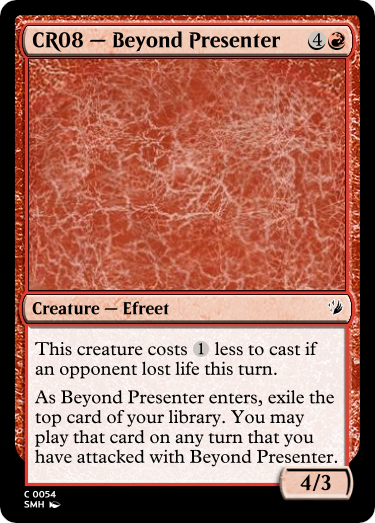 CR08 — Beyond Presenter 4
Creature — Efreet
This creature costs 1 less to cast if
an opponent lost life this turn.
As Beyond Presenter enters, exile the
top card of your library. You may
play that card on any turn that you
have attacked with Beyond Presenter.
4/3
C 0054
SMH